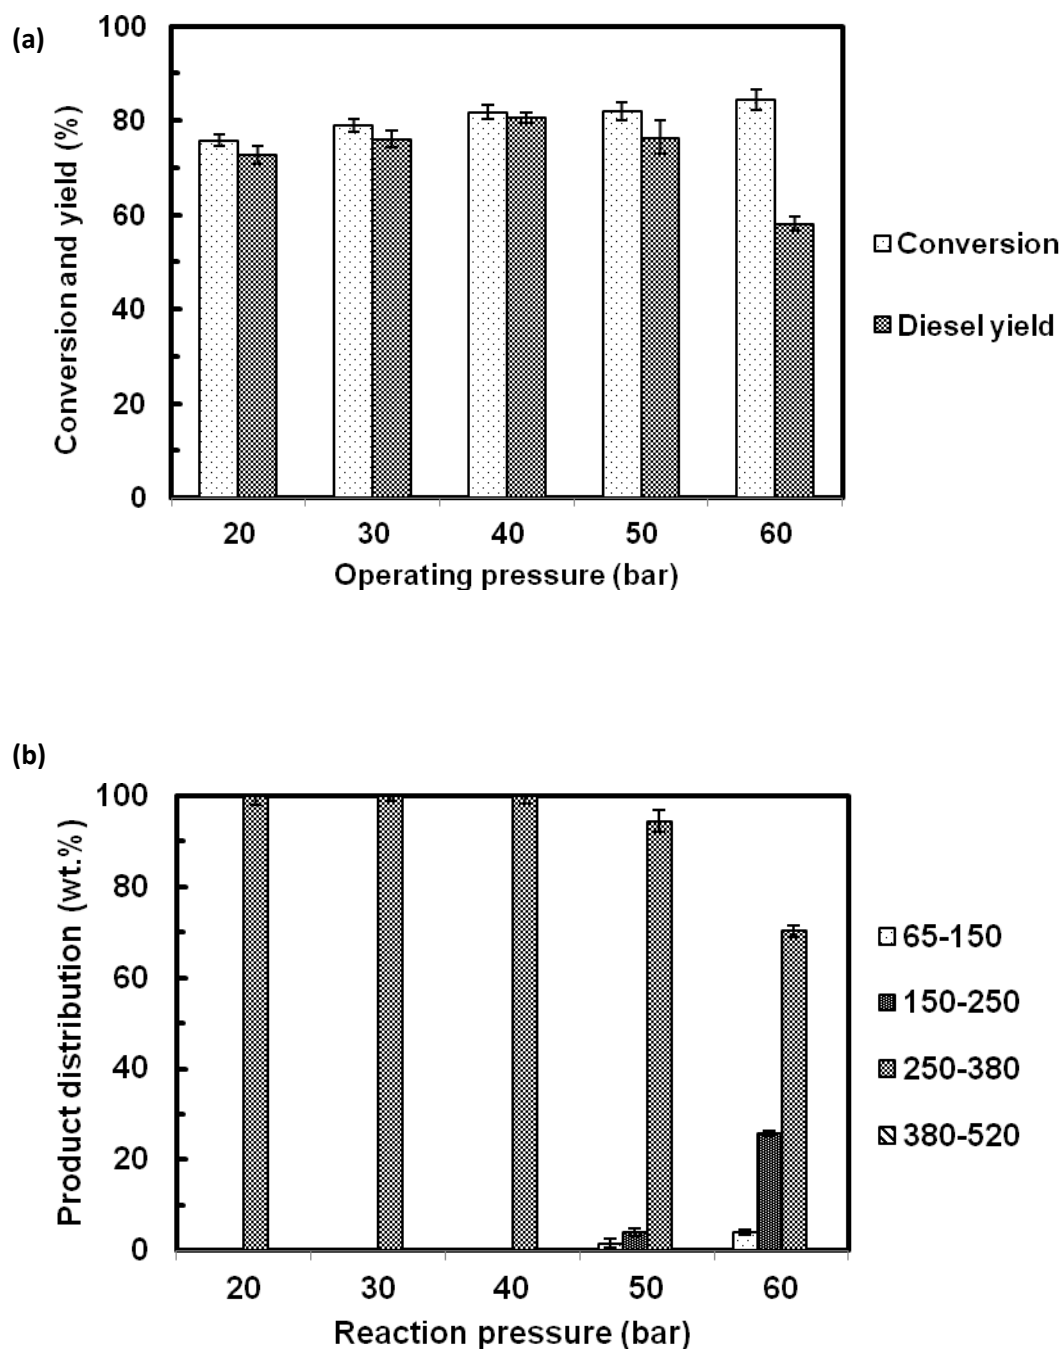 (a)
100
80
60
40
20
0
Conversion and yield (%)
20 30 40 50 60
Operating pressure (bar)
Conversion
Diesel yield
(b)
100
80
60
40
20
0
Product distribution (wt.%)
20 30 40 50 60
Reaction pressure (bar)
65-150
150-250
250-380
380-520